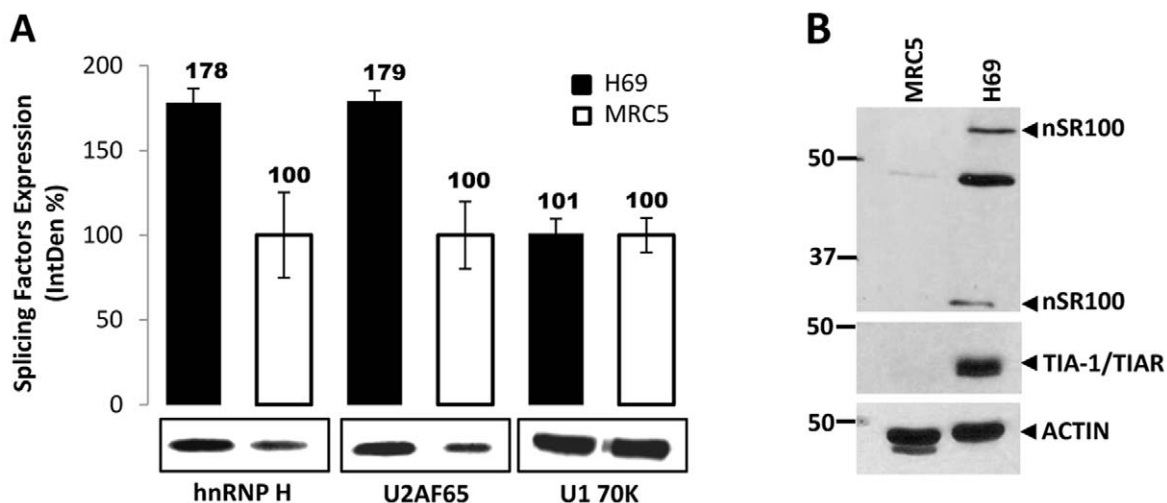 A
Splicing Factors Expression
(IntDen %)
200
150
100
50
0
178
100
179
100
101
100
H69
MRC5
hnRNP H
U2AF65
U1 70K
B
MRC5
H69
50
37
50
50
nSR100
nSR100
TIA-1/TIAR
ACTIN